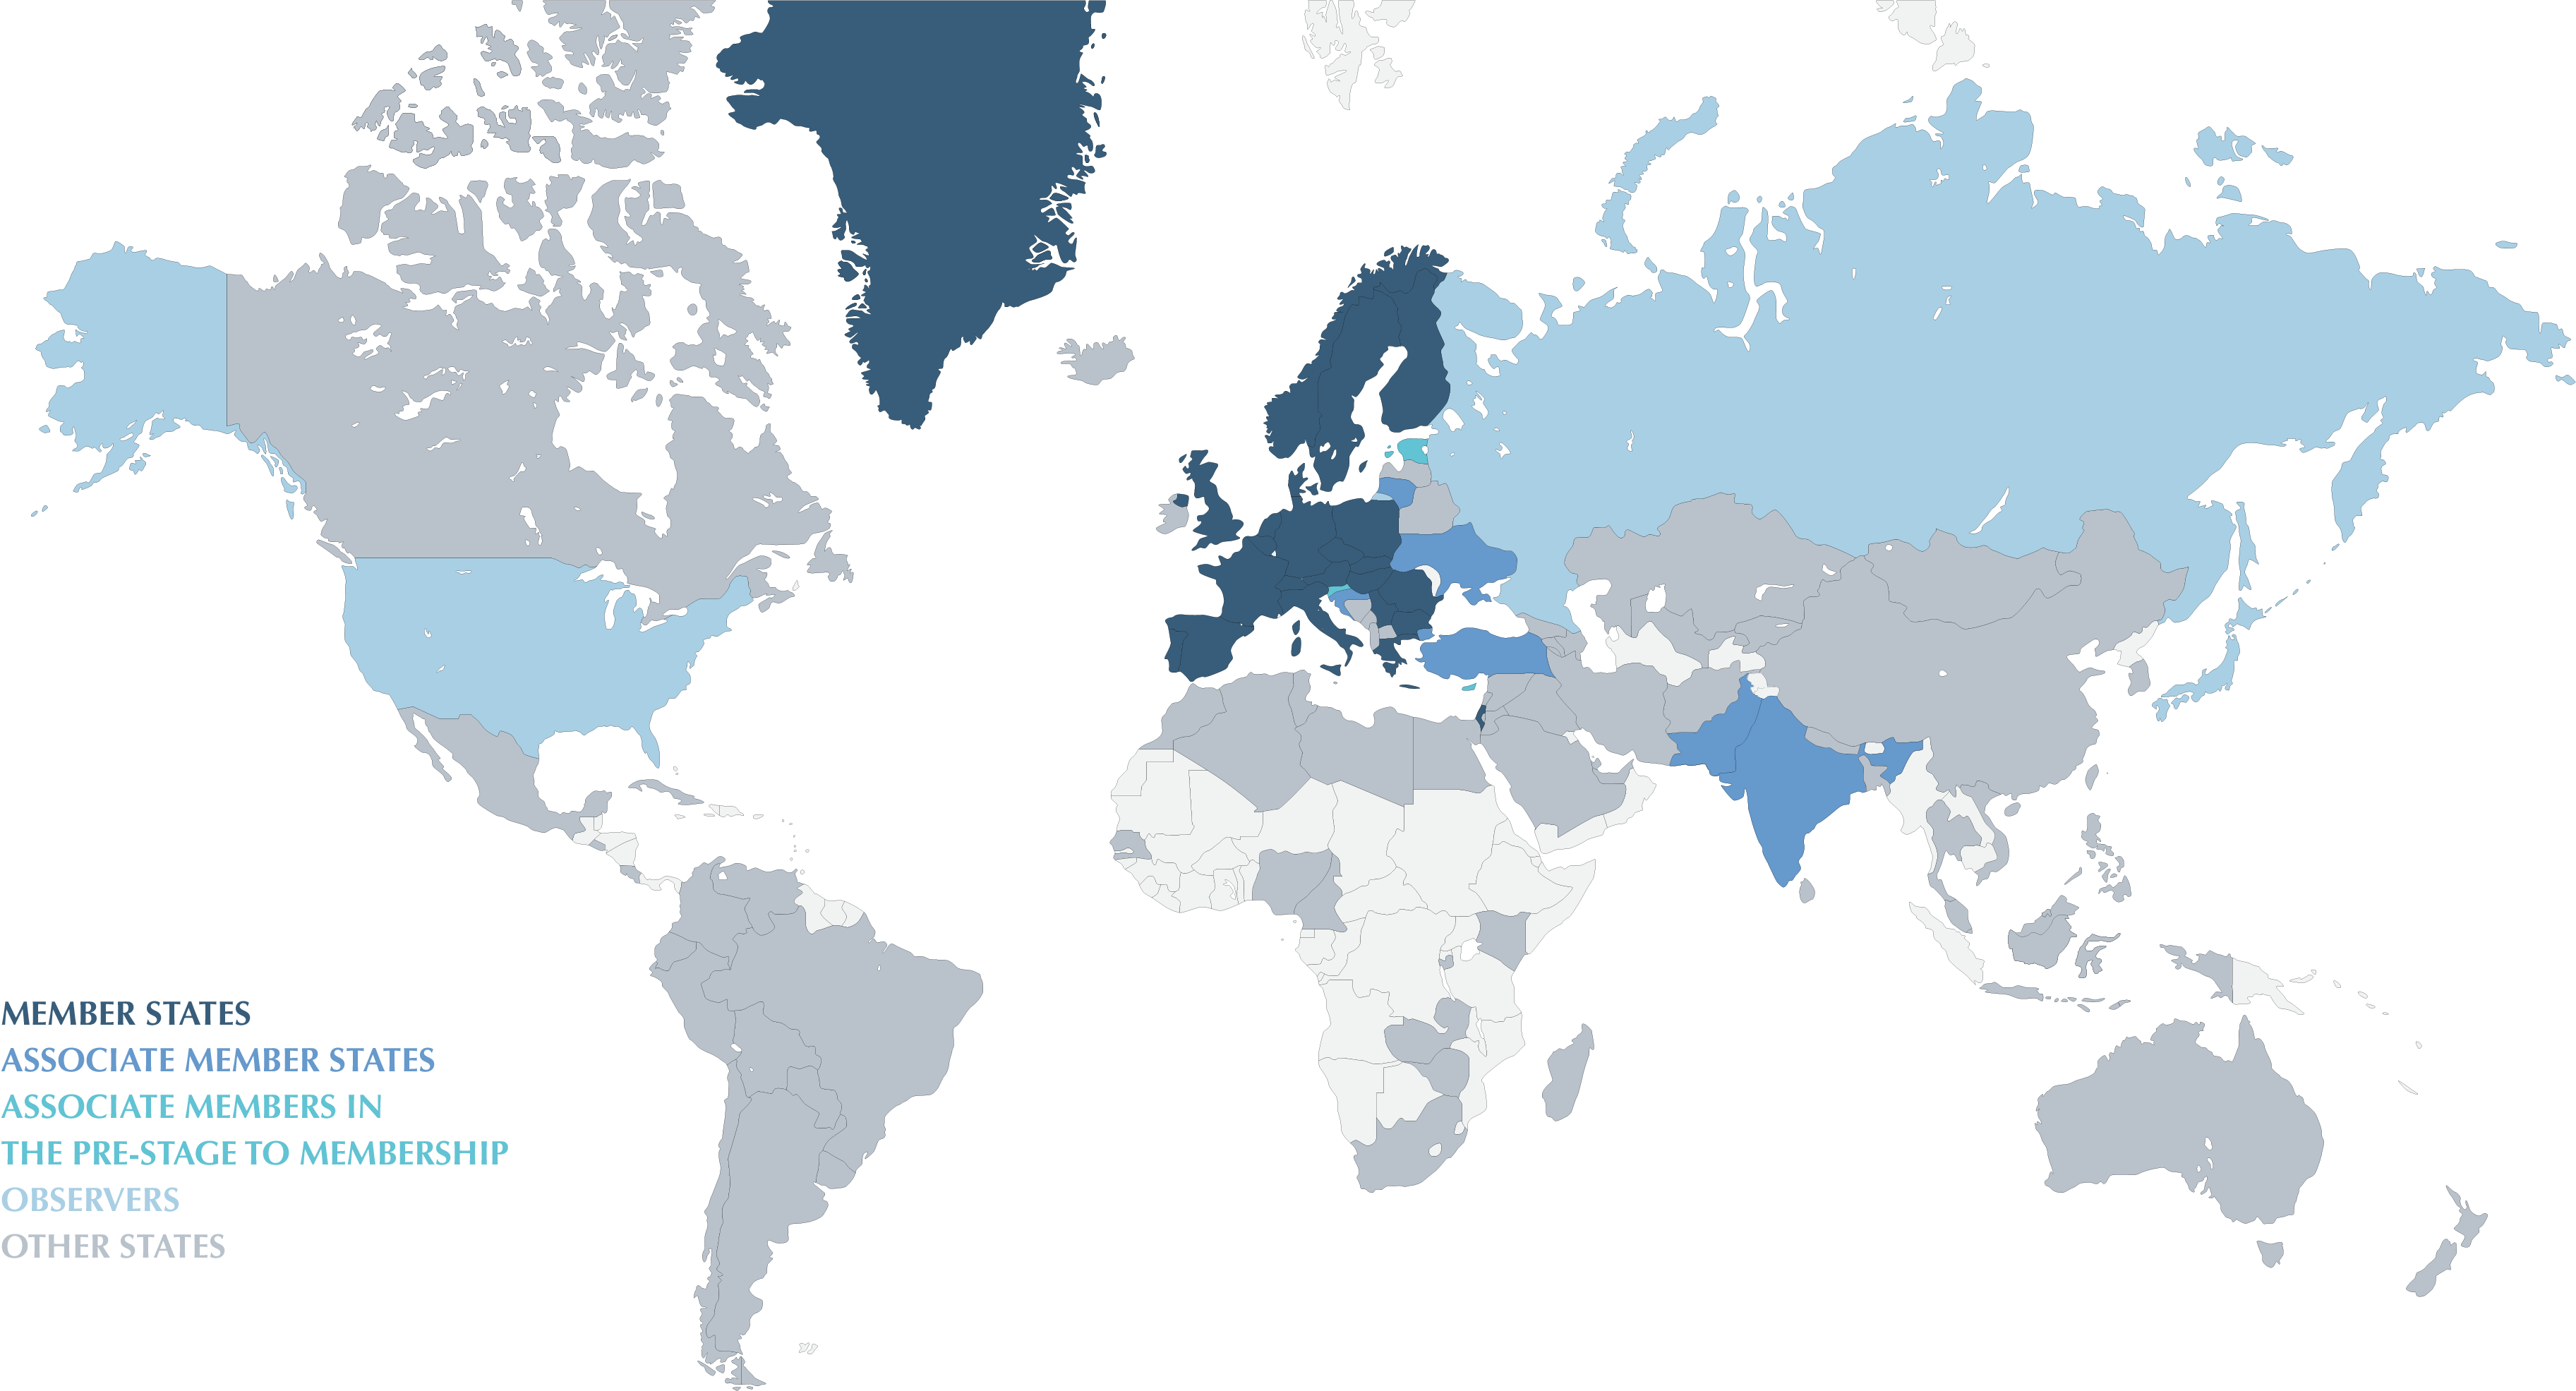 MEMBER STATES
ASSOCIATE MEMBER STATES
ASSOCIATE MEMBERS IN
THE PRE-STAGE TO MEMBERSHIP
OBSERVERS
OTHER STATES